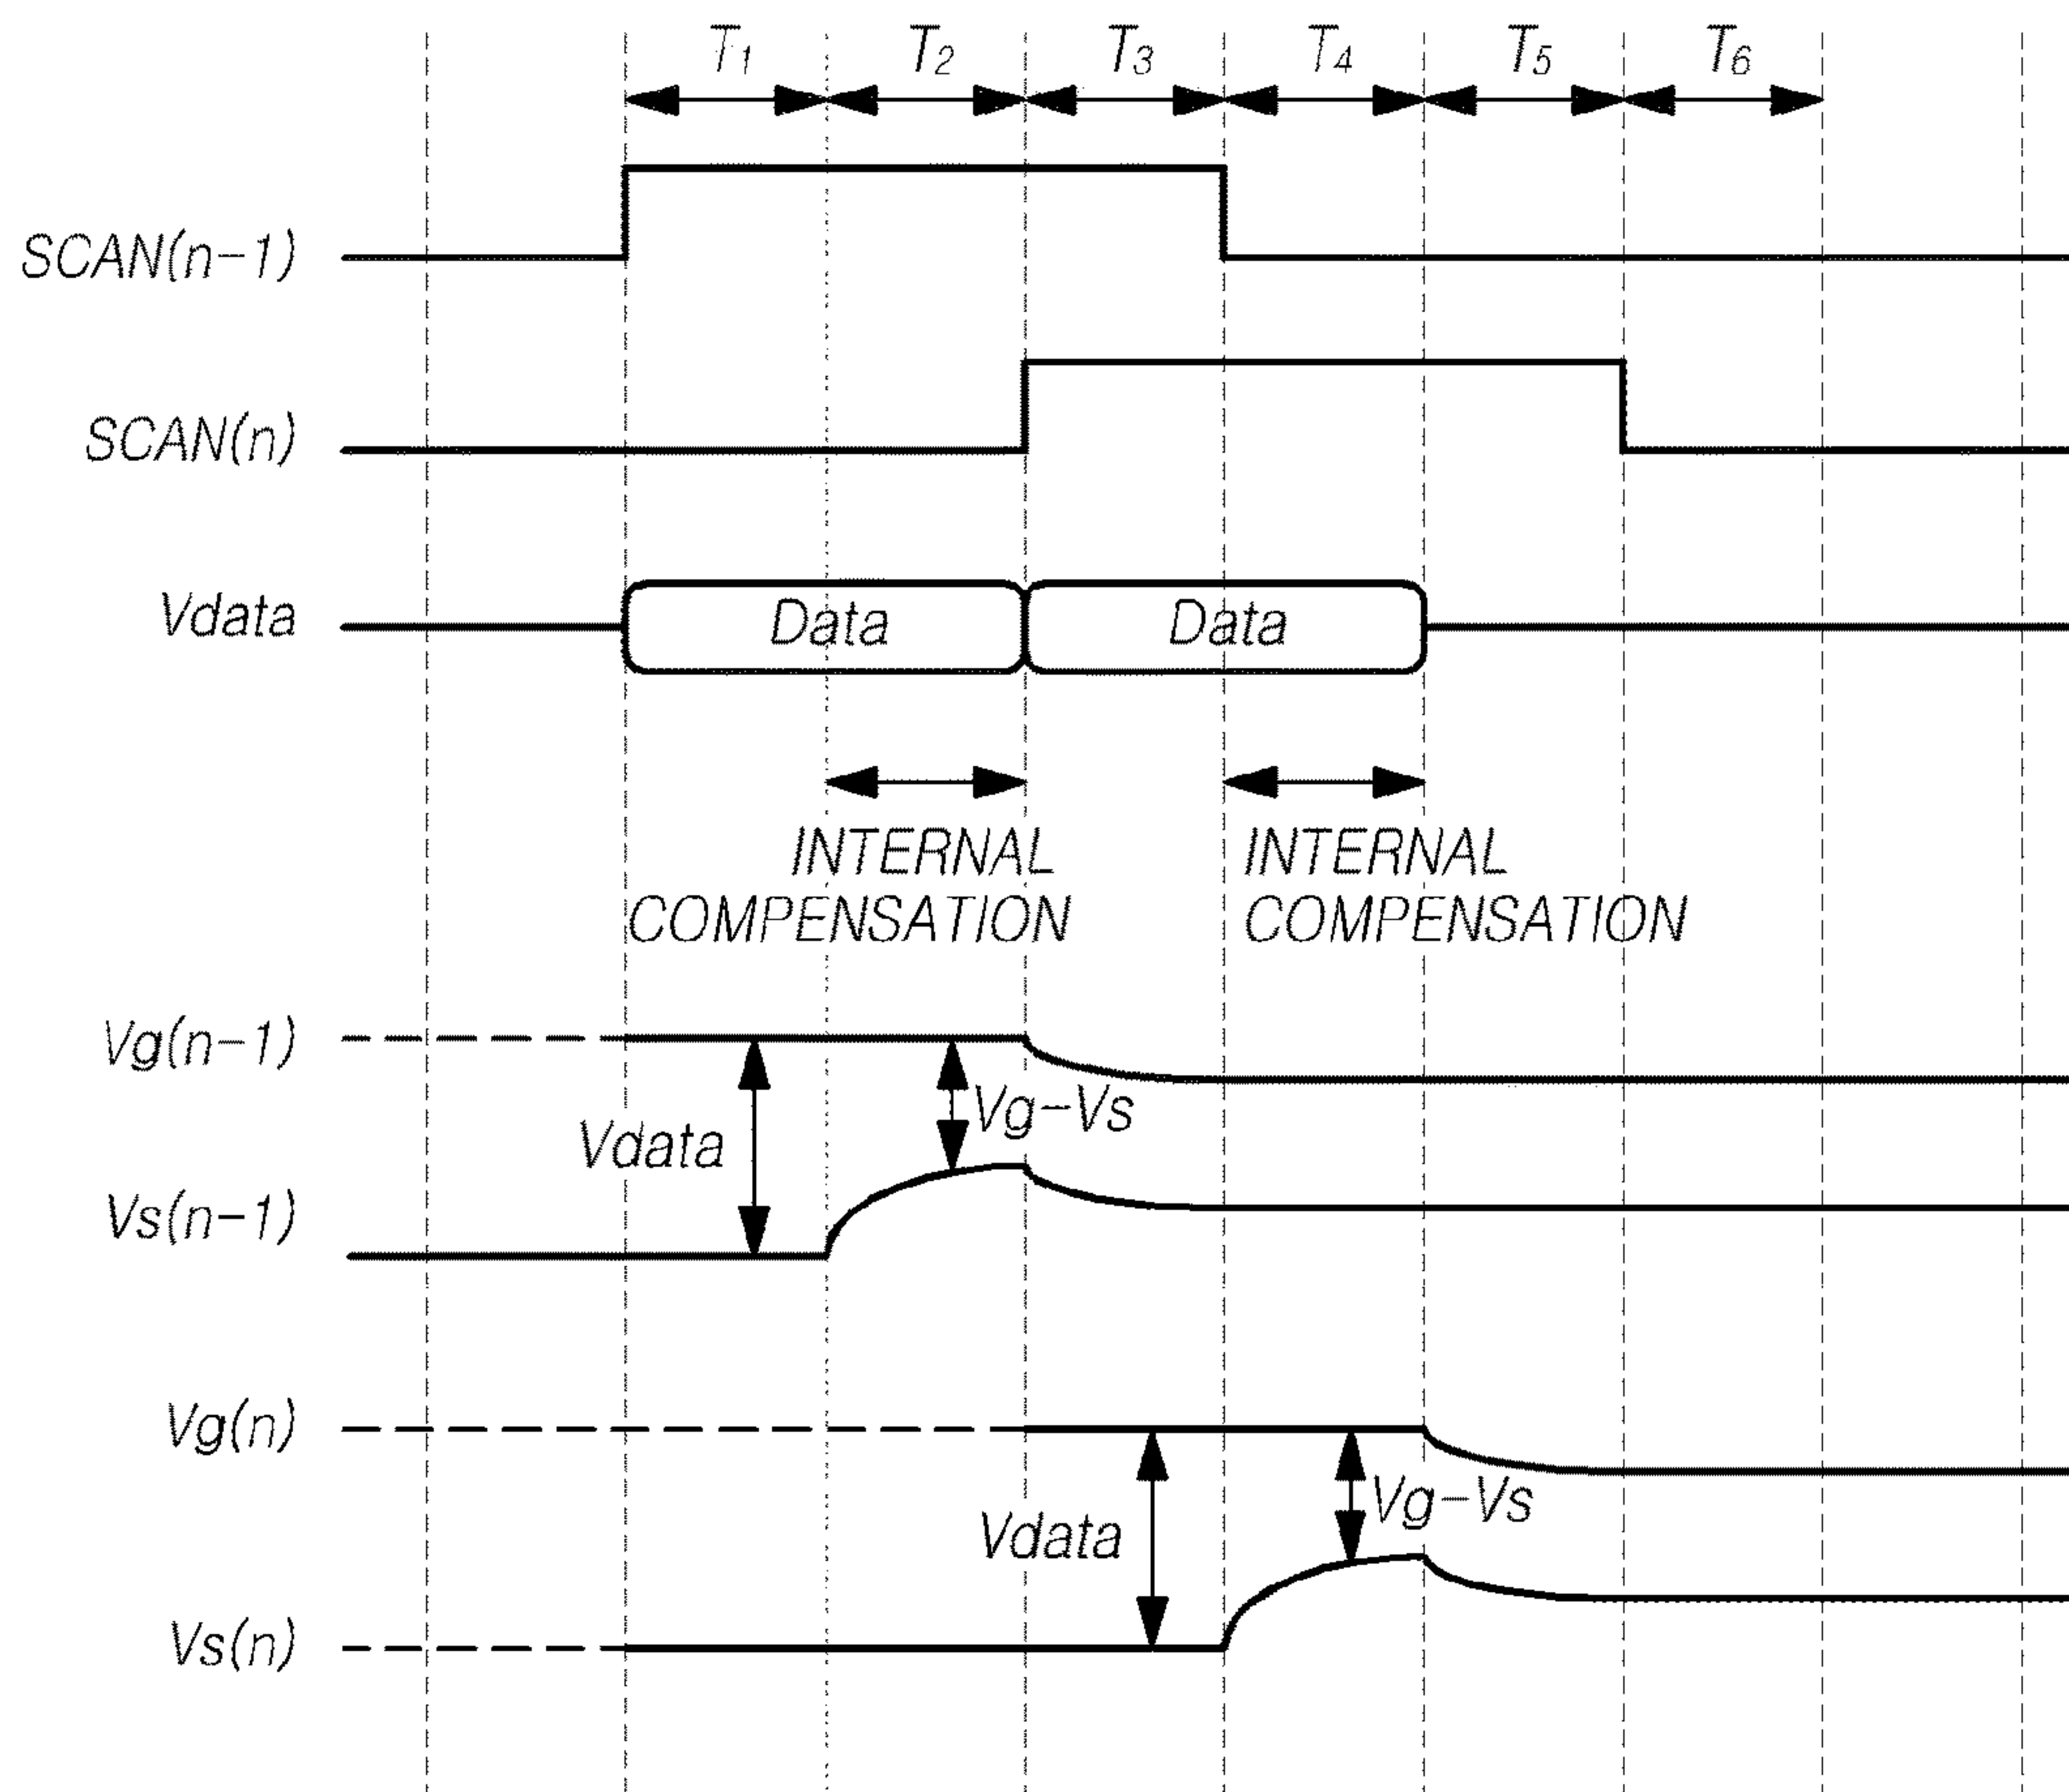 T1 T2 T3 T4 T5 T6
SCAN(n-1)
SCAN(n)
Vdata Data Data
INTERNAL COMPENSATION
INTERNAL COMPENSATION
Vg(n-1)
Vg-Vs
Vdata
Vs(n-1)
Vg(n)
Vg-Vs
Vdata
Vs(n)